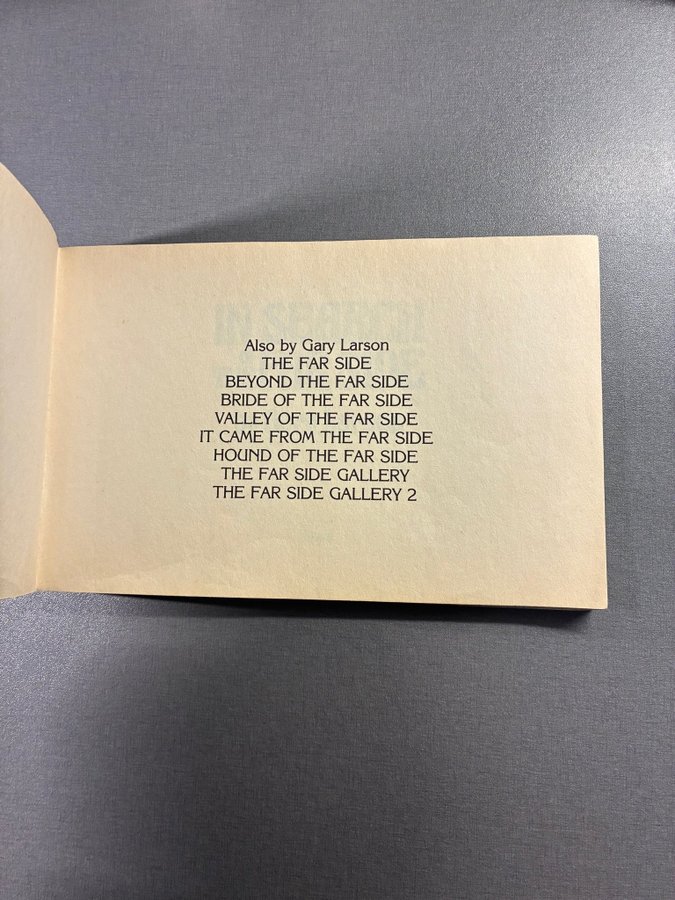 Also by Gary Larson
THE FAR SIDE
BEYOND THE FAR SIDE
BRIDE OF THE FAR SIDE
VALLEY OF THE FAR SIDE
IT CAME FROM THE FAR SIDE
HOUND OF THE FAR SIDE
THE FAR SIDE GALLERY
THE FAR SIDE GALLERY 2